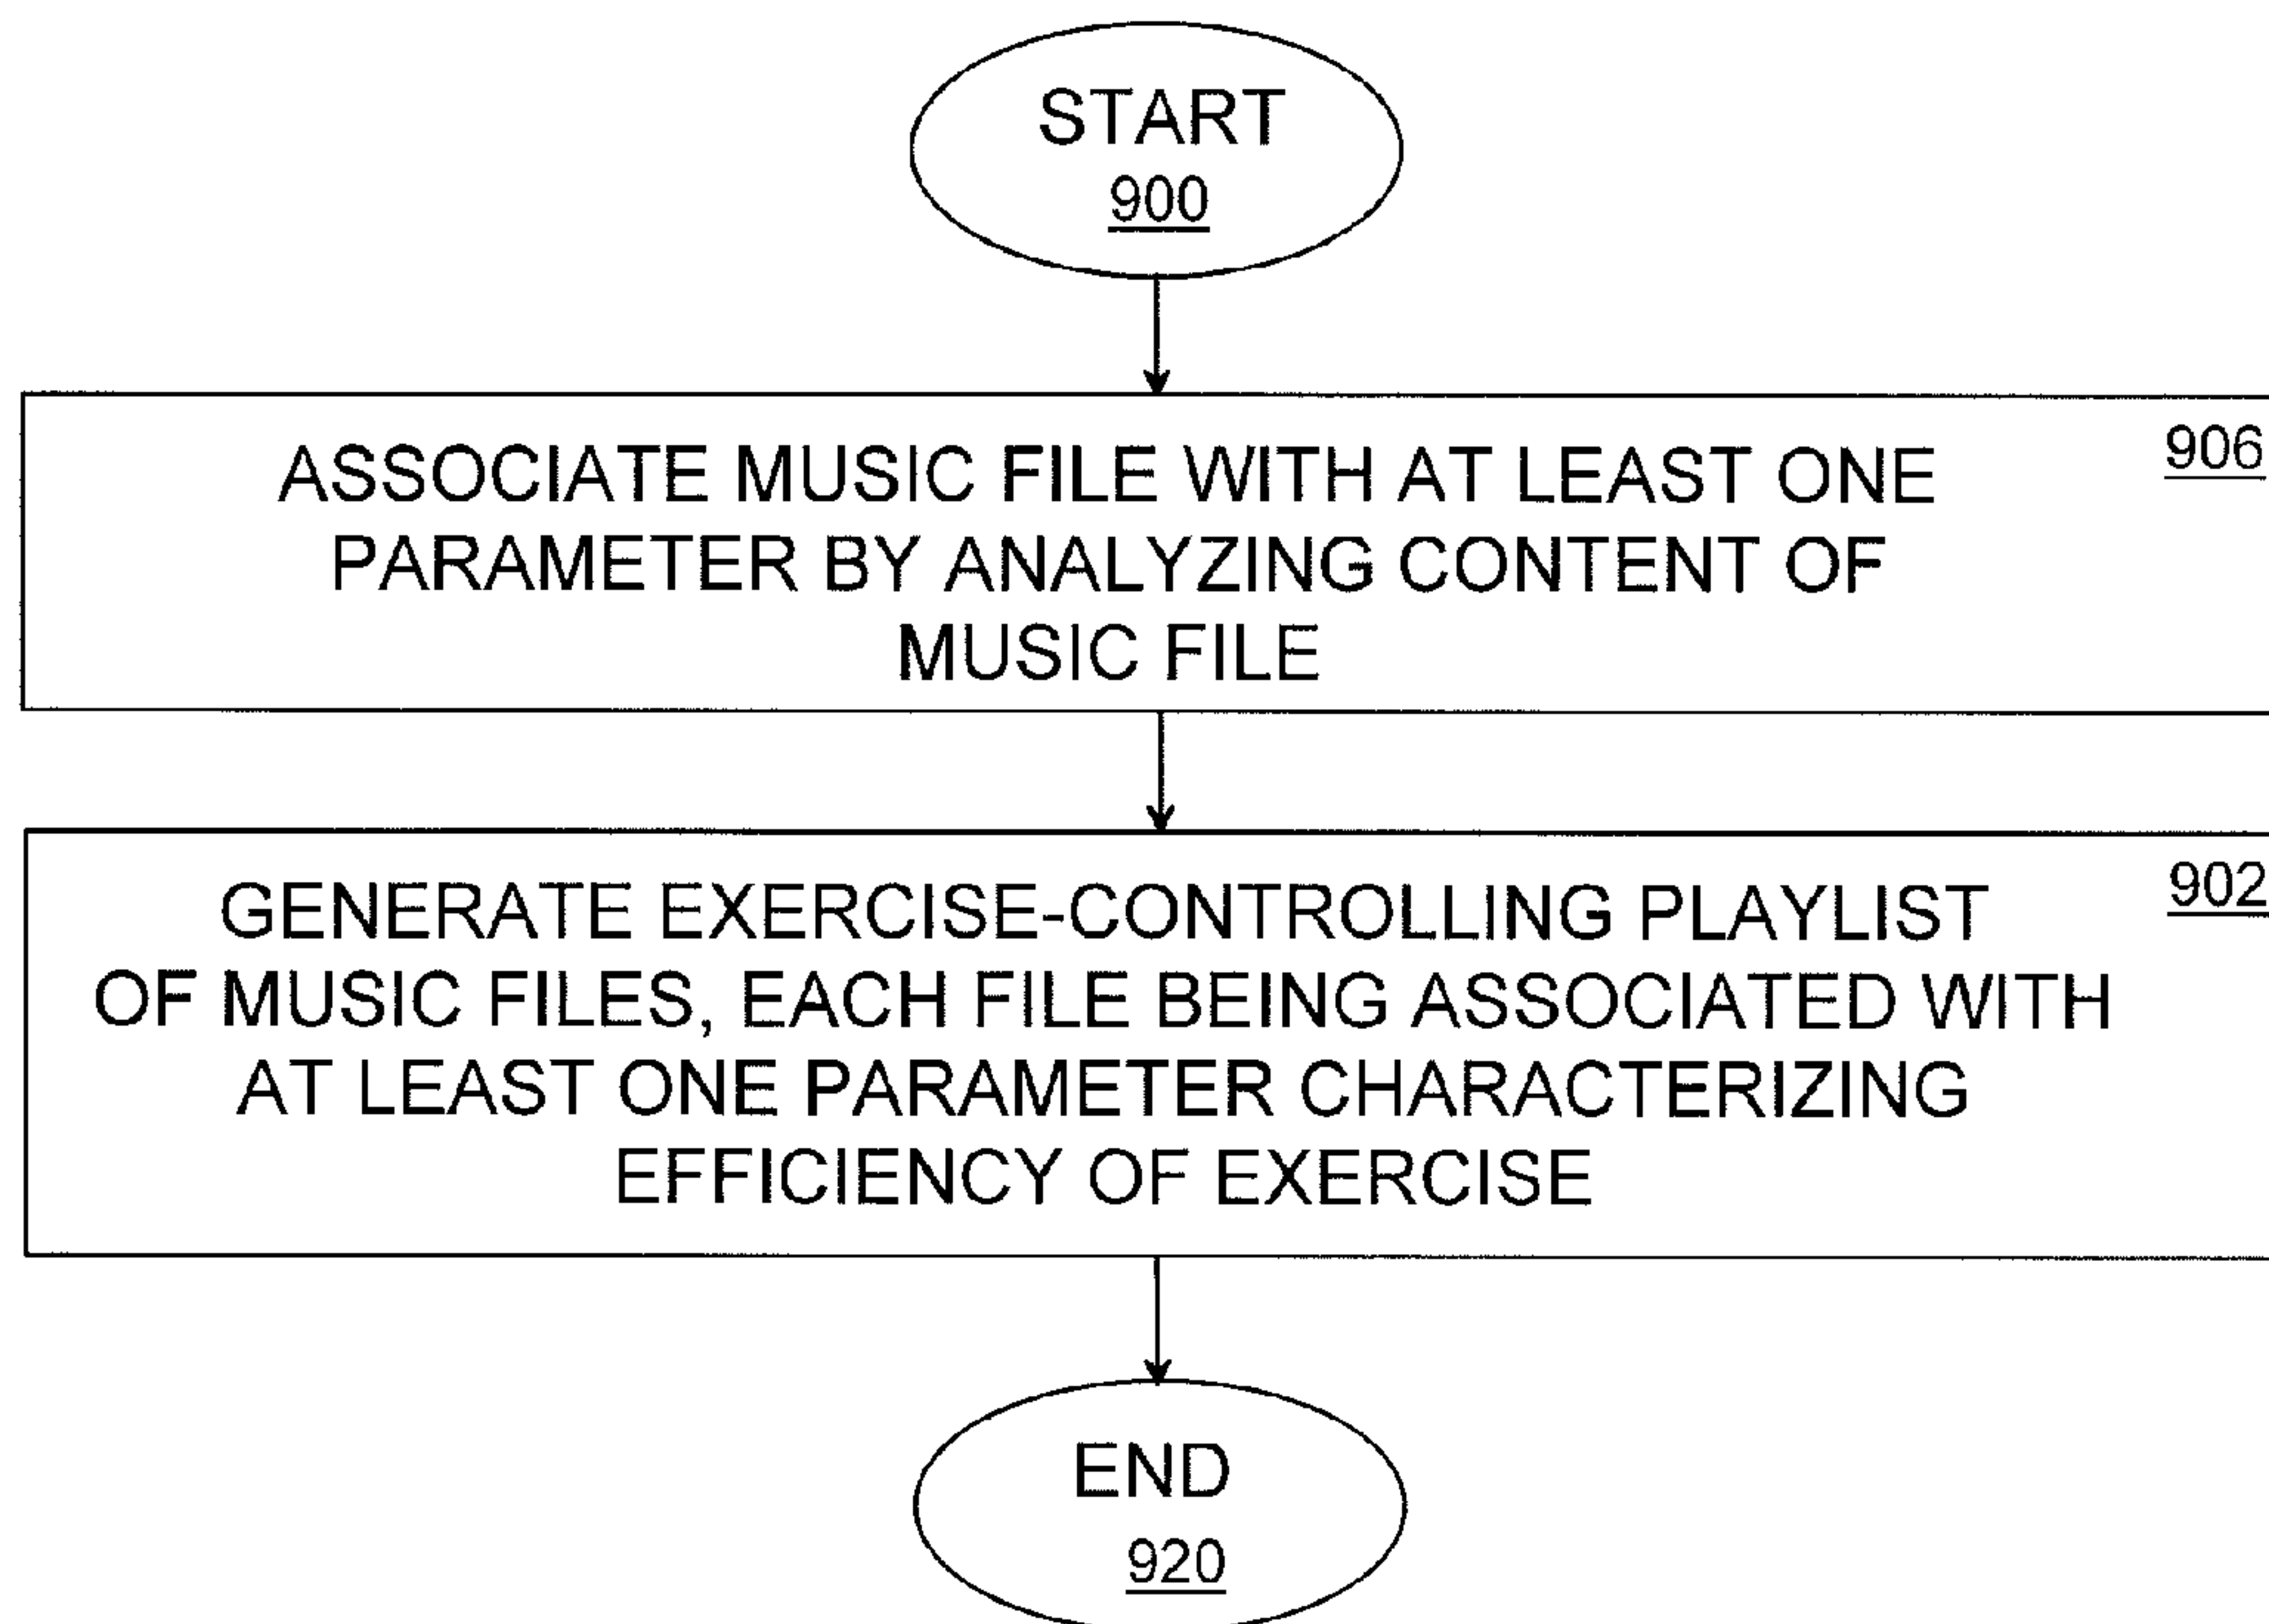 START
900
906
ASSOCIATE MUSIC FILE WITH AT LEAST ONE
PARAMETER BY ANALYZING CONTENT OF
MUSIC FILE
902
GENERATE EXERCISE-CONTROLLING PLAYLIST
OF MUSIC FILES, EACH FILE BEING ASSOCIATED WITH
AT LEAST ONE PARAMETER CHARACTERIZING
EFFICIENCY OF EXERCISE
END
920